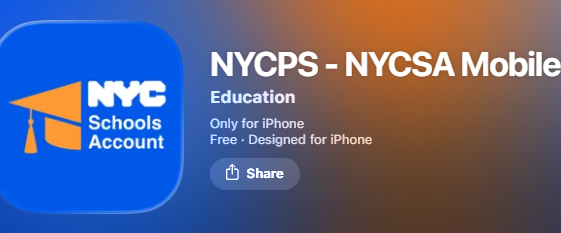 NYC
Schools
Account
NYCPS - NYCSA Mobile
Education
Only for iPhone
Free · Designed for iPhone
Share